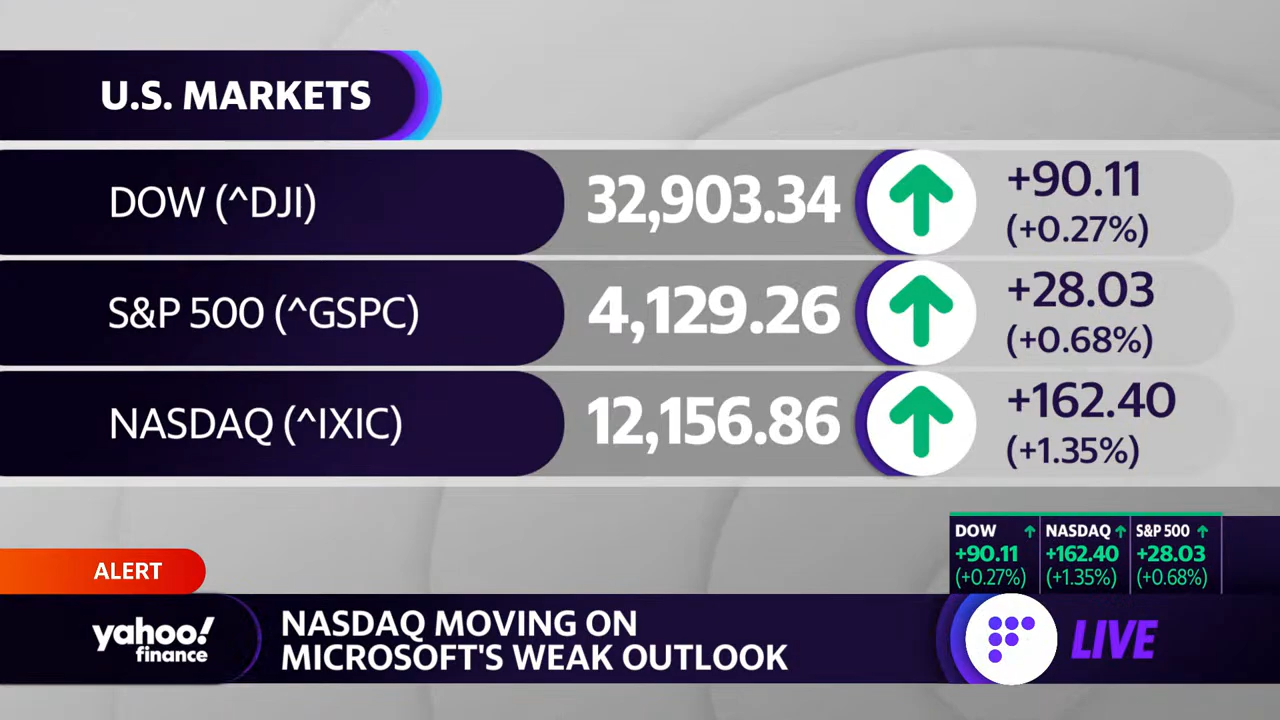 U.S. MARKETS
DOW (^DJI)
32,903.34
+90.11
(+0.27%)
S&P 500 (^GSPC)
4,129.26
+28.03
(+0.68%)
NASDAQ (^IXIC)
12,156.86
+162.40
(+1.35%)
DOW
+90.11
(+0.27%)
NASDAQ
+162.40
(+1.35%)
S&P 500
+28.03
(+0.68%)
ALERT
yahoo!
finance
NASDAQ MOVING ON
MICROSOFT'S WEAK OUTLOOK
LIVE